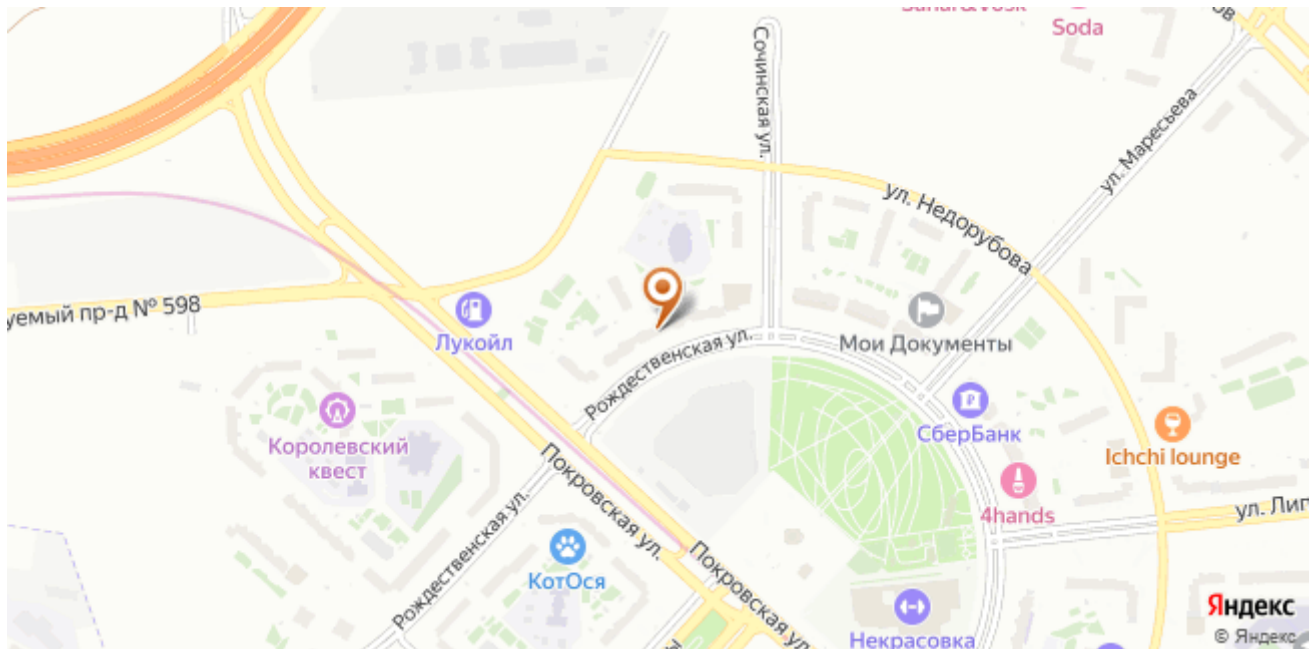 Soda
Сочинская ул.
ул. Маресьева
ул. Недорубова
уемый пр-д № 598
Лукойл
Рождественская ул.
Мои Документы
Королевский
квест
СберБанк
Ichchi lounge
4hands
ул. Лиг
Покровская ул.
Рождественская ул.
КотОся
Покровская ул.
Некрасовка
Яндекс
© Яндекс